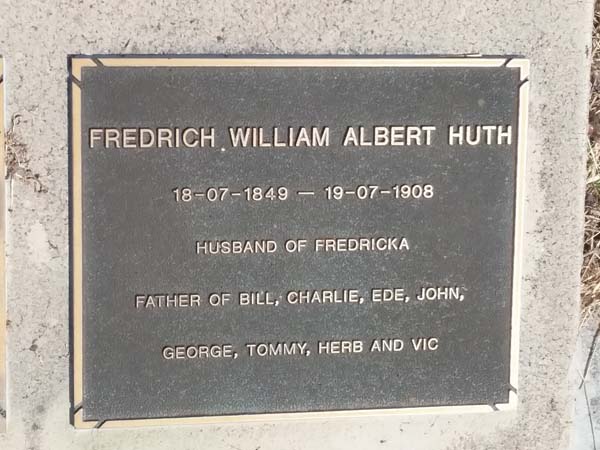 FREDRICH WILLIAM ALBERT HUTH
18-07-1849 — 19-07-1908
HUSBAND OF FREDRICKA
FATHER OF BILL, CHARLIE, EDE, JOHN,
GEORGE, TOMMY, HERB AND VIC